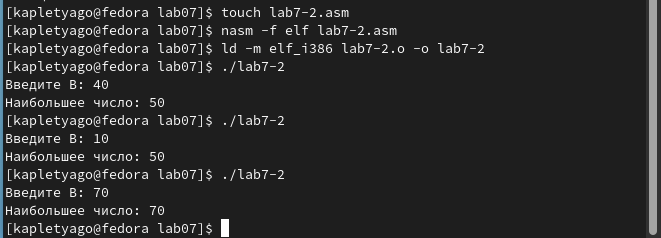 [kapletyago@fedora lab07]$ touch lab7-2.asm
[kapletyago@fedora lab07]$ nasm -f elf lab7-2.asm
[kapletyago@fedora lab07]$ ld -m elf_i386 lab7-2.o -o lab7-2
[kapletyago@fedora lab07]$ ./lab7-2
Введите В: 40
Наибольшее число: 50
[kapletyago@fedora lab07]$ ./lab7-2
Введите В: 10
Наибольшее число: 50
[kapletyago@fedora lab07]$ ./lab7-2
Введите В: 70
Наибольшее число: 70
[kapletyago@fedora lab07]$